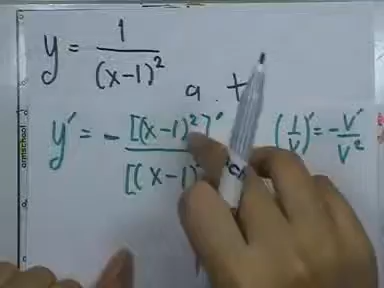 y = 1/(x-1)²
a. t
y' = - [(x-1)²]' / [(x-1) (1/v)' = - v'/v²